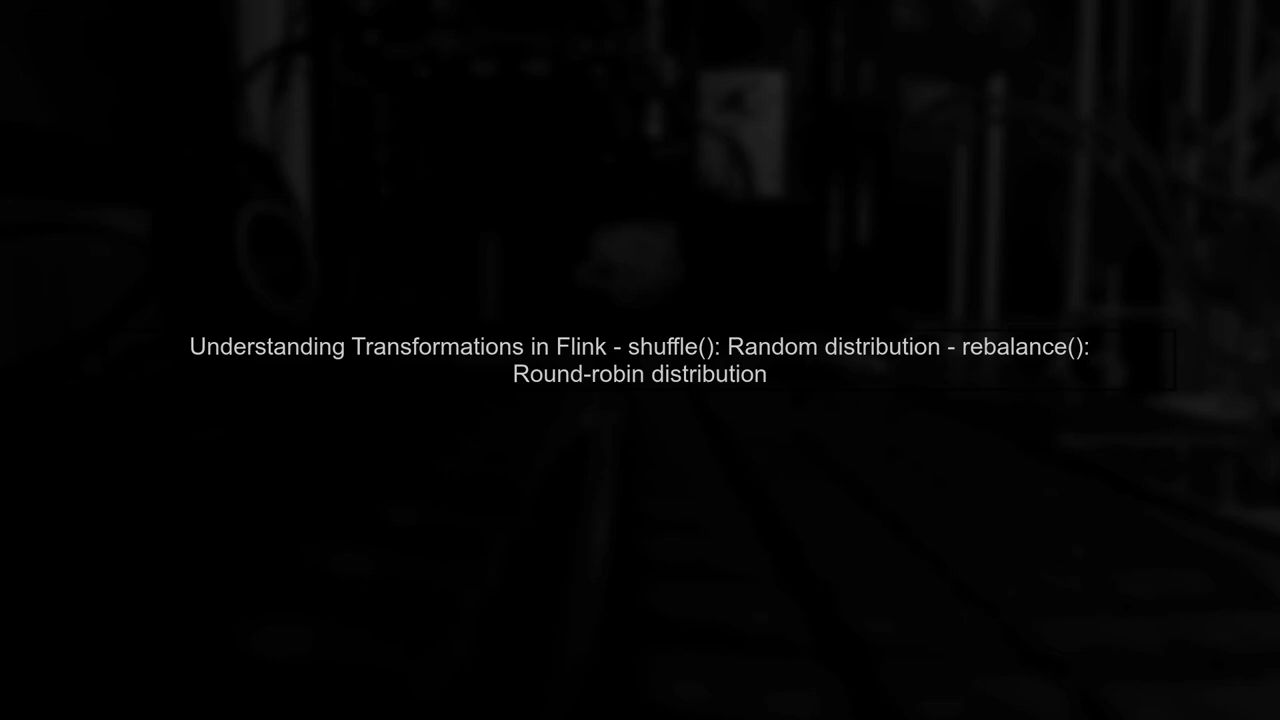 Understanding Transformations in Flink - shuffle(): Random distribution - rebalance():
Round-robin distribution